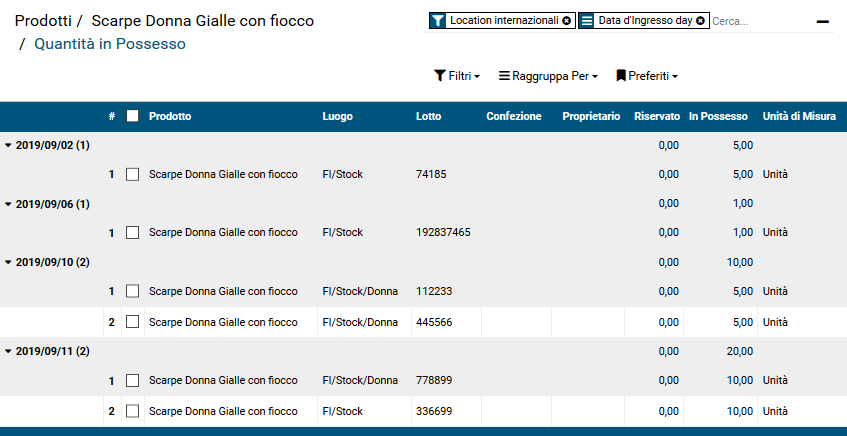 Prodotti / Scarpe Donna Gialle con fiocco
/ Quantità in Possesso
Location internazionali Data d'Ingresso day Cerca...
Filtri Raggruppa Per Preferiti
# Prodotto Luogo Lotto Confezione Proprietario Riservato In Possesso Unità di Misura
2019/09/02 (1) 0,00 5,00
1 Scarpe Donna Gialle con fiocco FI/Stock 74185 0,00 5,00 Unità
2019/09/06 (1) 0,00 1,00
1 Scarpe Donna Gialle con fiocco FI/Stock 192837465 0,00 1,00 Unità
2019/09/10 (2) 0,00 10,00
1 Scarpe Donna Gialle con fiocco FI/Stock/Donna 112233 0,00 5,00 Unità
2 Scarpe Donna Gialle con fiocco FI/Stock/Donna 445566 0,00 5,00 Unità
2019/09/11 (2) 0,00 20,00
1 Scarpe Donna Gialle con fiocco FI/Stock/Donna 778899 0,00 10,00 Unità
2 Scarpe Donna Gialle con fiocco FI/Stock 336699 0,00 10,00 Unità